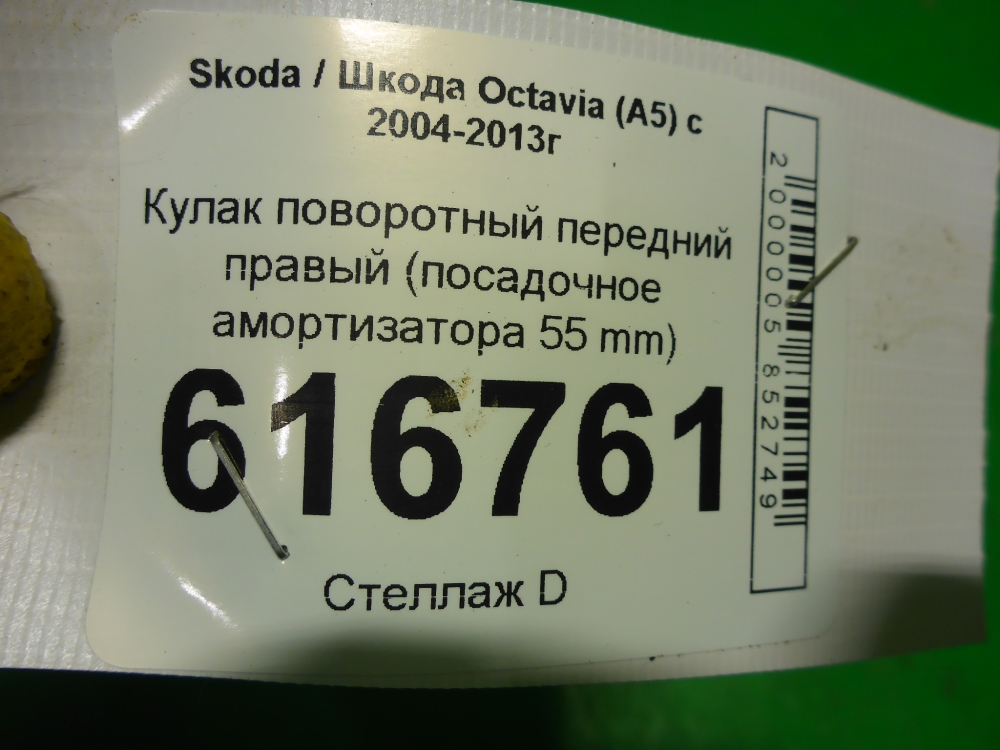 Skoda / Шкода Octavia (A5) с
2004-2013г
Кулак поворотный передний
правый (посадочное
амортизатора 55 mm)
616761
Стеллаж D
2000005852749